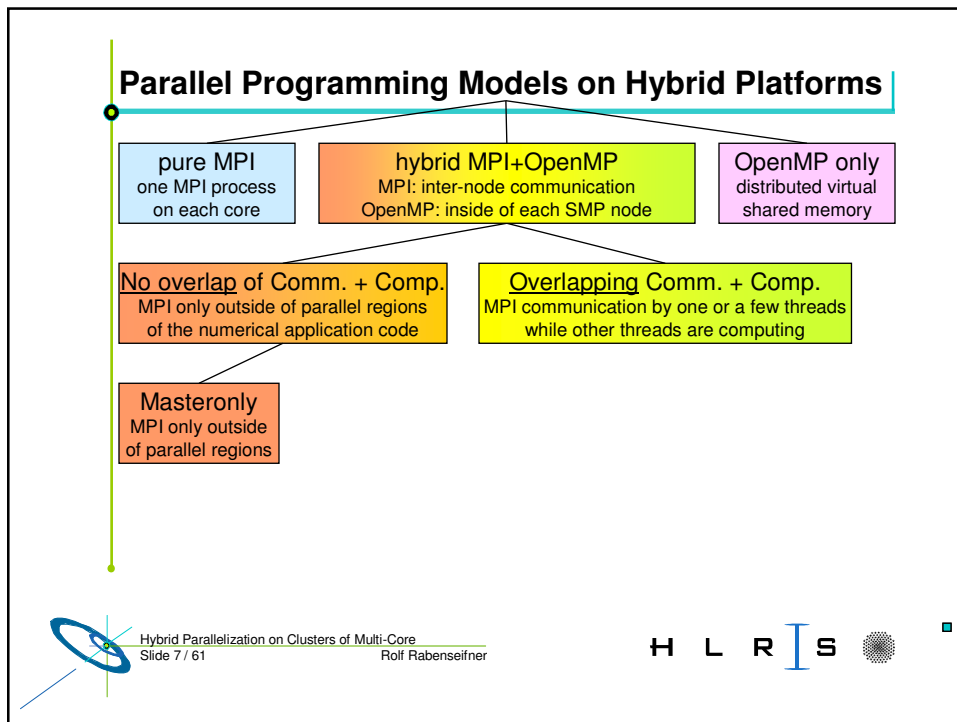 Parallel Programming Models on Hybrid Platforms
pure MPI
one MPI process
on each core
hybrid MPI+OpenMP
MPI: inter-node communication
OpenMP: inside of each SMP node
OpenMP only
distributed virtual
shared memory
No overlap of Comm. + Comp.
MPI only outside of parallel regions
of the numerical application code
Overlapping Comm. + Comp.
MPI communication by one or a few threads
while other threads are computing
Masteronly
MPI only outside
of parallel regions
Hybrid Parallelization on Clusters of Multi-Core
Slide 7 / 61 Rolf Rabenseifner
H L R I S